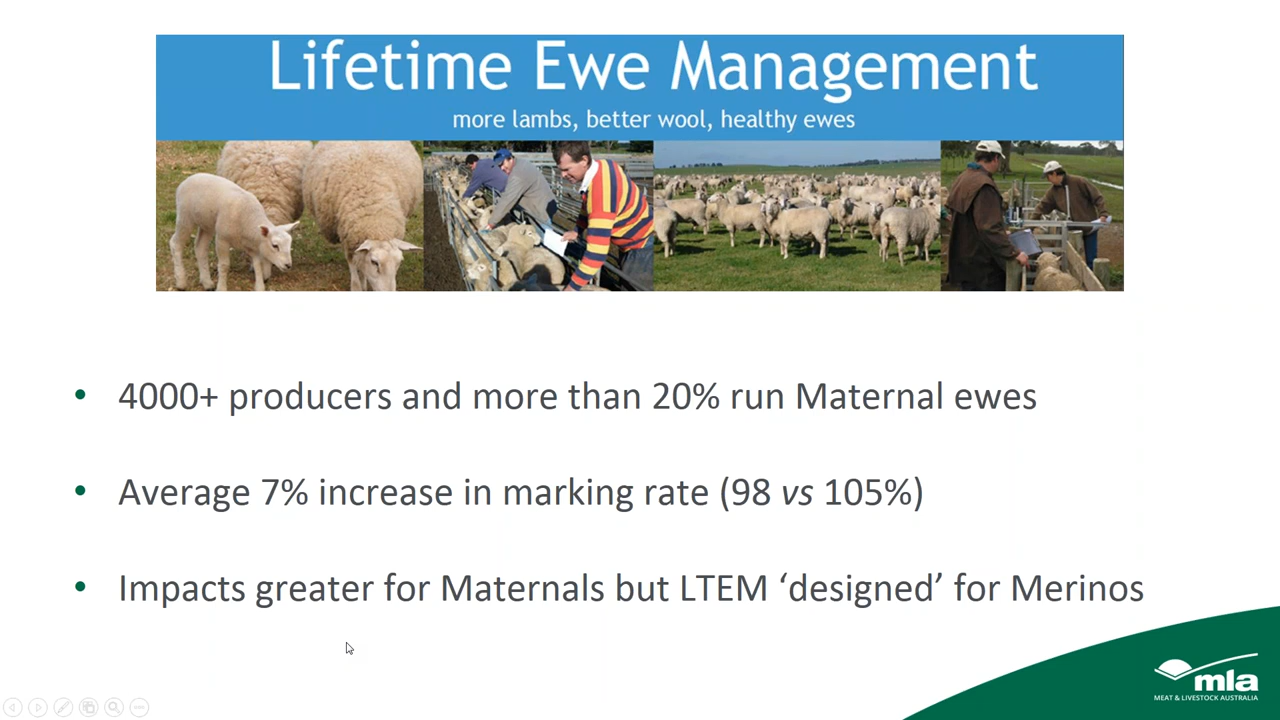 Lifetime Ewe Management
more lambs, better wool, healthy ewes
• 4000+ producers and more than 20% run Maternal ewes
• Average 7% increase in marking rate (98 vs 105%)
• Impacts greater for Maternals but LTEM ‘designed’ for Merinos
mla
MEAT & LIVESTOCK AUSTRALIA